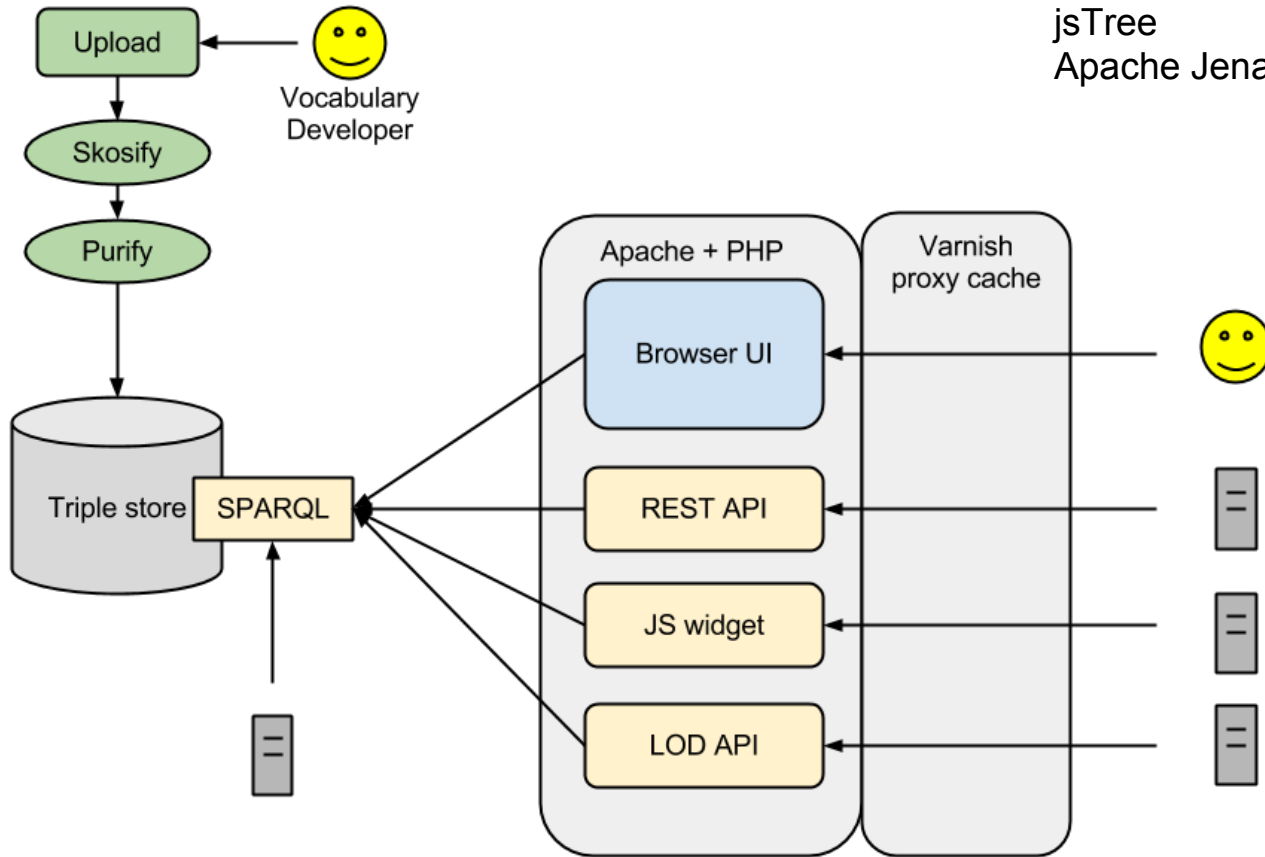 jsTree
Apache Jena
Upload
Vocabulary
Developer
Skosify
Purify
Apache + PHP
Varnish
proxy cache
Browser UI
Triple store
SPARQL
REST API
JS widget
LOD API